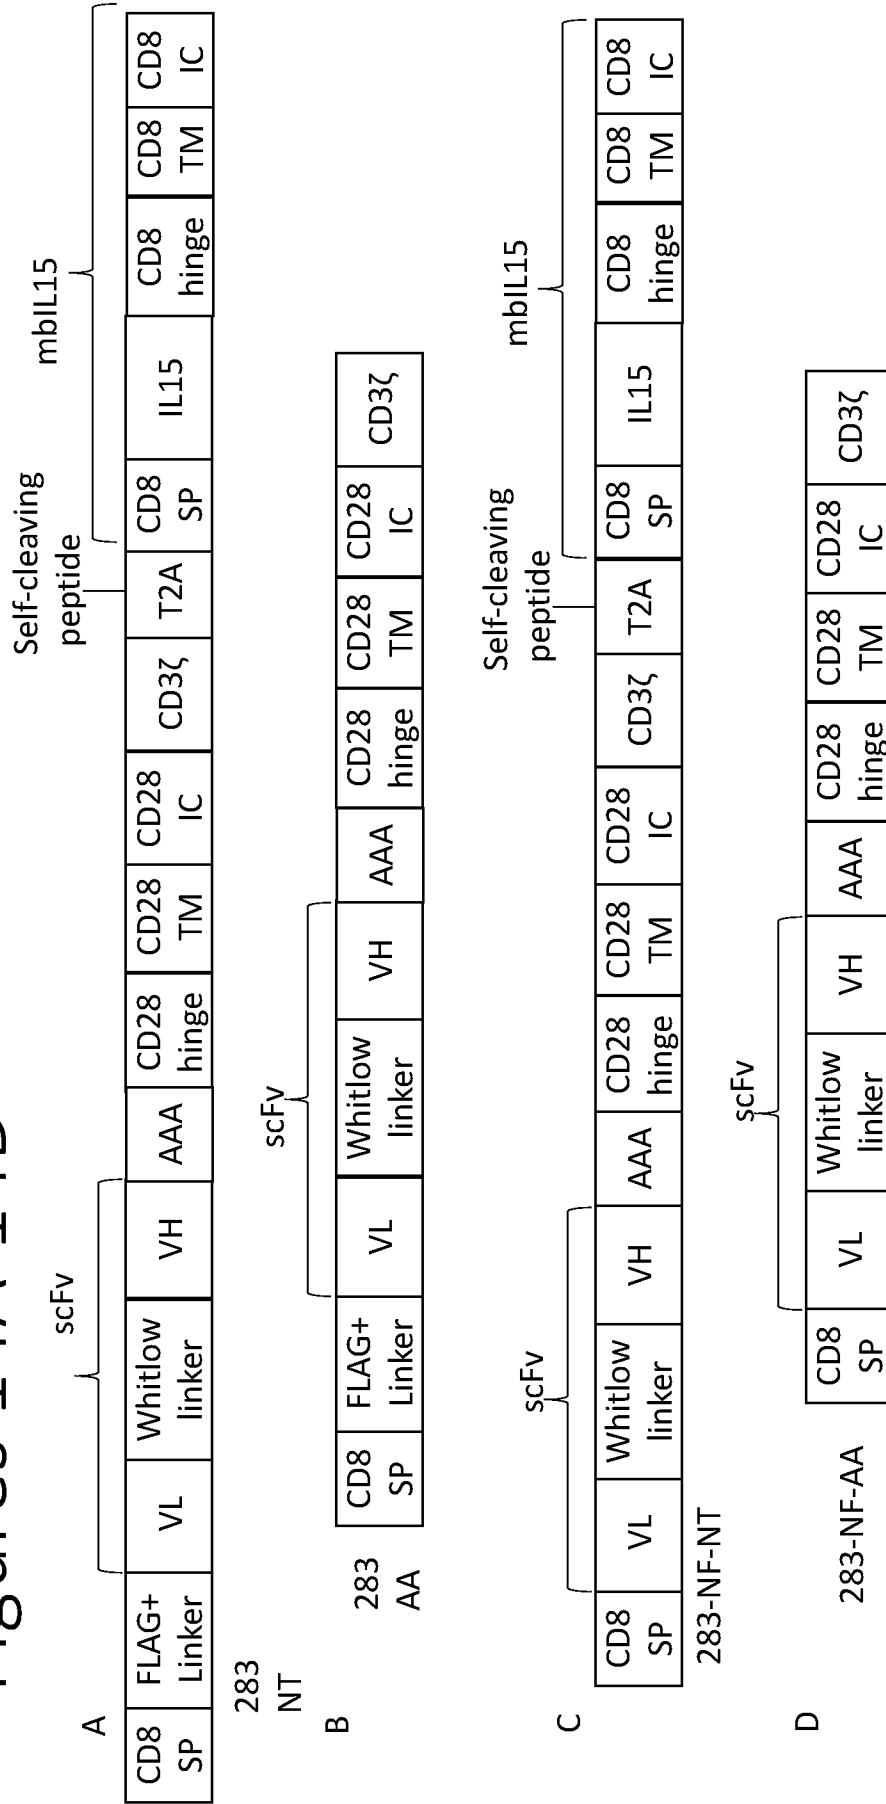 A
scFv
Self-cleaving
peptide
mbIL15
CD8
SP
FLAG+
Linker
VL
Whitlow
linker
VH
AAA
CD28
hinge
CD28
TM
CD28
IC
CD3ζ
T2A
CD8
SP
IL15
CD8
hinge
CD8
TM
CD8
IC
283
NT
B
scFv
CD8
SP
FLAG+
Linker
VL
Whitlow
linker
VH
AAA
CD28
hinge
CD28
TM
CD28
IC
CD3ζ
283
AA
C
scFv
Self-cleaving
peptide
mbIL15
CD8
SP
VL
Whitlow
linker
VH
AAA
CD28
hinge
CD28
TM
CD28
IC
CD3ζ
T2A
CD8
SP
IL15
CD8
hinge
CD8
TM
CD8
IC
283-NF-NT
D
scFv
CD8
SP
VL
Whitlow
linker
VH
AAA
CD28
hinge
CD28
TM
CD28
IC
CD3ζ
283-NF-AA